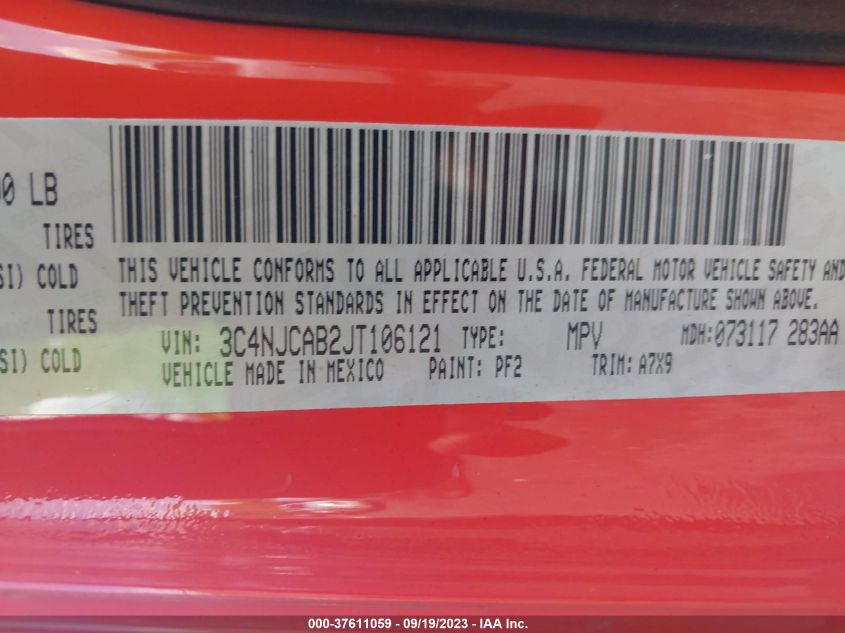 00 LB
TIRES
SI) COLD
TIRES
SI) COLD
THIS VEHICLE CONFORMS TO ALL APPLICABLE U.S.A. FEDERAL MOTOR VEHICLE SAFETY AND
THEFT PREVENTION STANDARDS IN EFFECT ON THE DATE OF MANUFACTURE SHOWN ABOVE.
VIN: 3C4NJCAB2JT106121 TYPE: MPV MDH:073117 283AA
VEHICLE MADE IN MEXICO PAINT: PF2 TRIM: A7X9
000-37611059 - 09/19/2023 - IAA Inc.